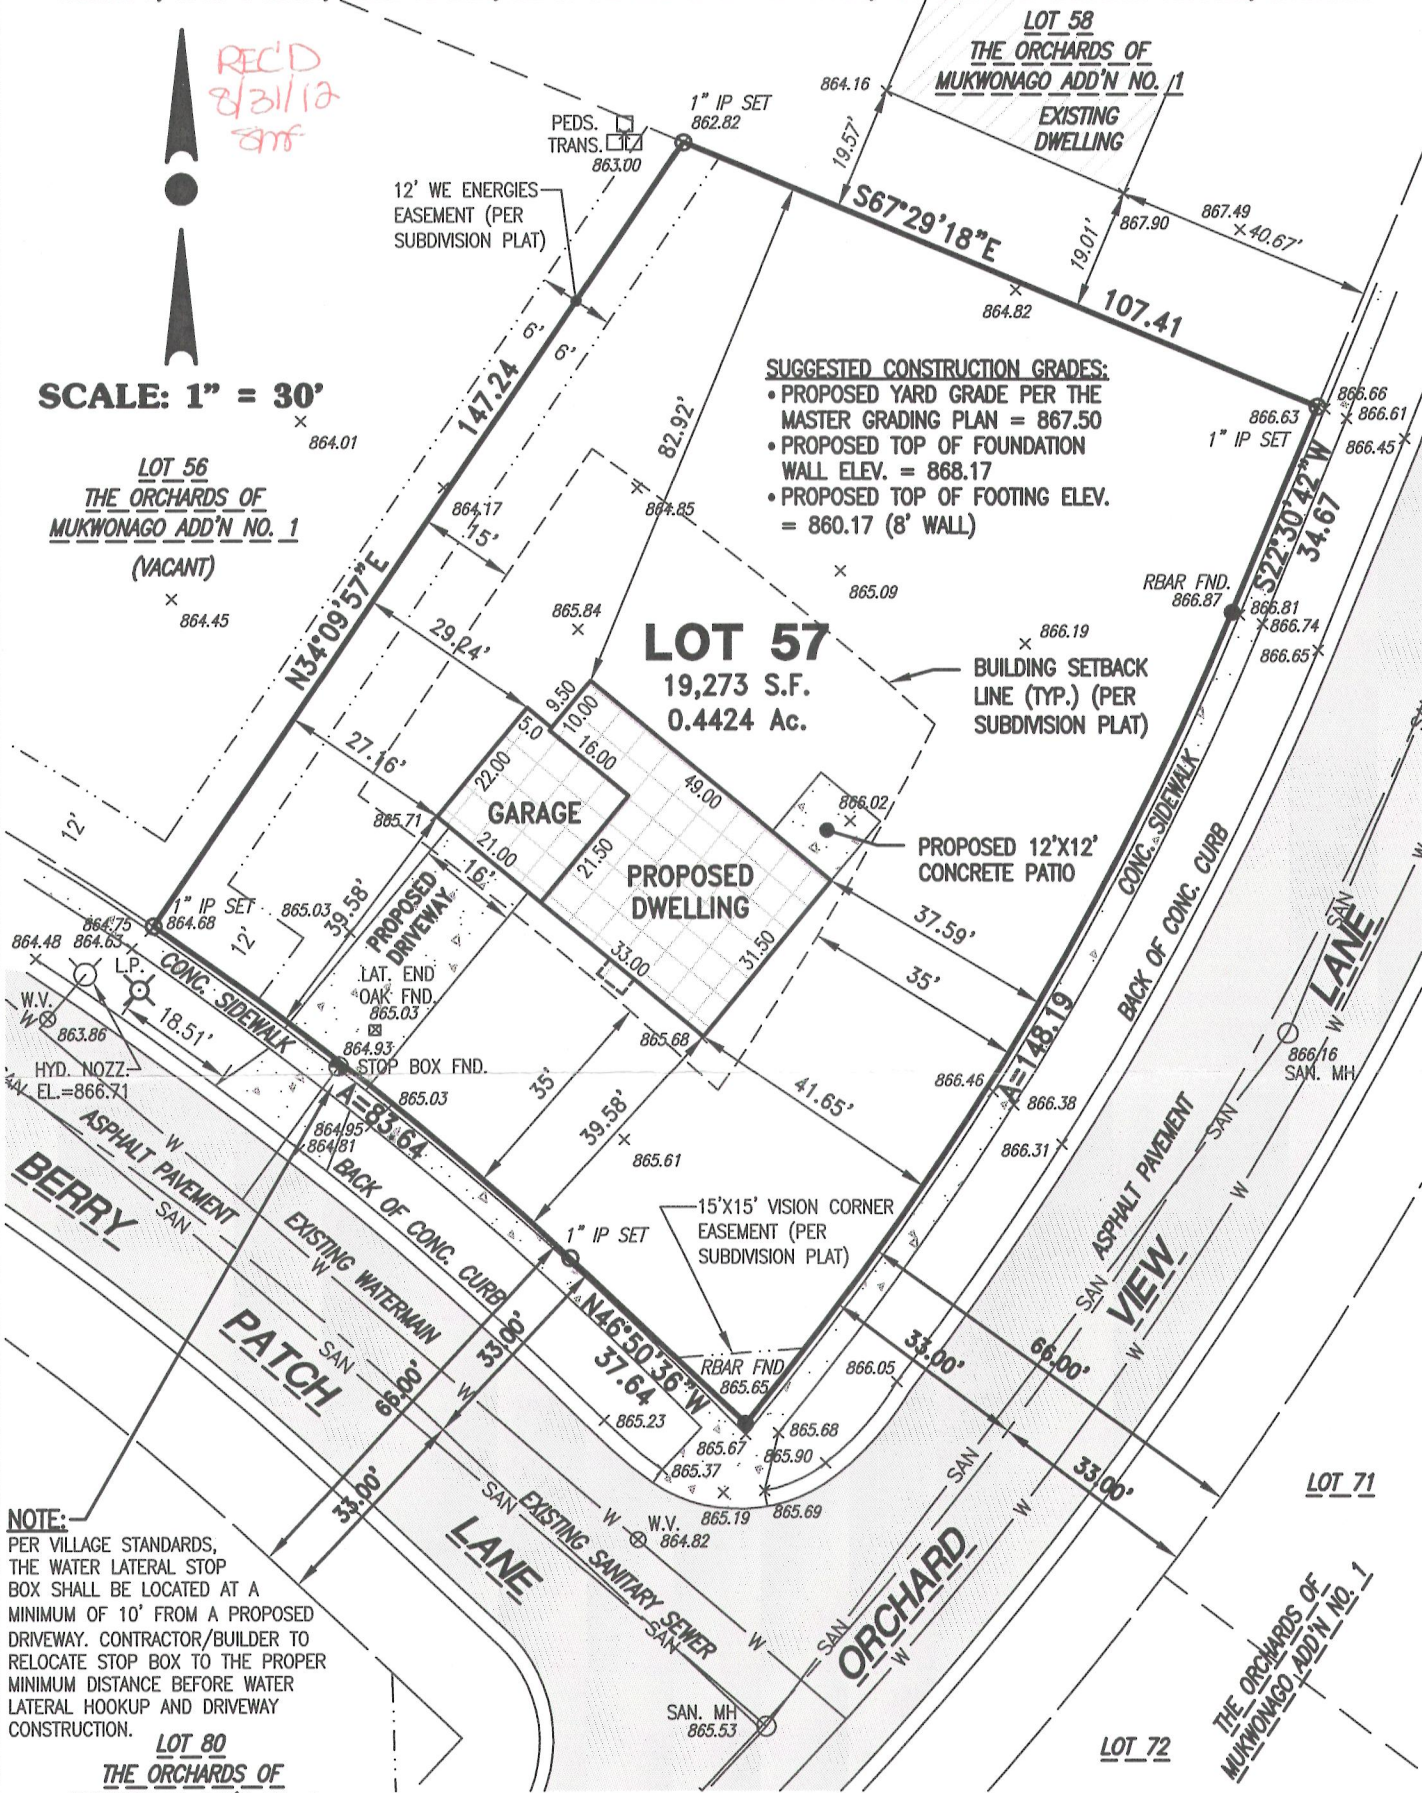 REC'D
8/31/12
SCALE: 1” = 30’
LOT 58
THE ORCHARDS OF
MUKWONAGO ADD'N NO. 1
EXISTING
DWELLING
864.16
19.57'
1” IP SET
862.82
PEDS.
TRANS.
863.00
12' WE ENERGIES
EASEMENT (PER
SUBDIVISION PLAT)
S67°29'18”E
107.41
19.01'
867.90
867.49
40.67'
864.82
6'
6'
147.24
N34°09'57”E
82.92'
SUGGESTED CONSTRUCTION GRADES:
• PROPOSED YARD GRADE PER THE
MASTER GRADING PLAN = 867.50
• PROPOSED TOP OF FOUNDATION
WALL ELEV. = 868.17
• PROPOSED TOP OF FOOTING ELEV.
= 860.17 (8' WALL)
866.66
866.63
866.61
1” IP SET
866.45
S22°30'42”W
34.67
864.01
LOT 56
THE ORCHARDS OF
MUKWONAGO ADD'N NO. 1
(VACANT)
864.45
864.17
864.85
15'
865.09
RBAR FND.
866.87
866.81
866.74
866.65
865.84
29.24'
LOT 57
19,273 S.F.
0.4424 Ac.
866.19
BUILDING SETBACK
LINE (TYP.) (PER
SUBDIVISION PLAT)
9.50
10.00
5.0
16.00
27.16'
22.00
49.00
GARAGE
865.71
21.00
21.50
16'
866.02
PROPOSED 12'X12'
CONCRETE PATIO
PROPOSED
DWELLING
33.00
31.50
37.59'
35'
CONC. SIDEWALK
BACK OF CONC. CURB
12'
12'
1” IP SET
864.68
864.75
864.63
864.48
865.03
39.58'
PROPOSED
DRIVEWAY
LAT. END
OAK FND.
865.03
864.93
STOP BOX FND.
865.03
L.P.
W.V.
W
863.86
HYD. NOZZ.
EL.=866.71
18.51'
CONC. SIDEWALK
A=83.64
864.95
864.81
865.68
35'
39.58'
41.65'
A=148.19
866.46
866.38
866.31
865.61
866.16
SAN. MH
ASPHALT PAVEMENT
W
SAN
BERRY
PATCH
LANE
EXISTING WATERMAIN
BACK OF CONC. CURB
1” IP SET
15'X15' VISION CORNER
EASEMENT (PER
SUBDIVISION PLAT)
N46°50'36”W
37.64
RBAR FND
865.65
866.05
33.00'
66.00'
33.00'
33.00'
66.00'
33.00'
865.23
865.67
865.68
865.90
865.37
865.19
865.69
W.V.
864.82
EXISTING SANITARY SEWER
SAN
SAN
SAN
W
W
W
SAN. MH
865.53
ORCHARD
VIEW
LANE
ASPHALT PAVEMENT
SAN
SAN
SAN
SAN
SAN
W
W
W
W
LOT 71
LOT 72
THE ORCHARDS OF
MUKWONAGO ADD'N NO. 1
NOTE:
PER VILLAGE STANDARDS,
THE WATER LATERAL STOP
BOX SHALL BE LOCATED AT A
MINIMUM OF 10' FROM A PROPOSED
DRIVEWAY. CONTRACTOR/BUILDER TO
RELOCATE STOP BOX TO THE PROPER
MINIMUM DISTANCE BEFORE WATER
LATERAL HOOKUP AND DRIVEWAY
CONSTRUCTION.
LOT 80
THE ORCHARDS OF